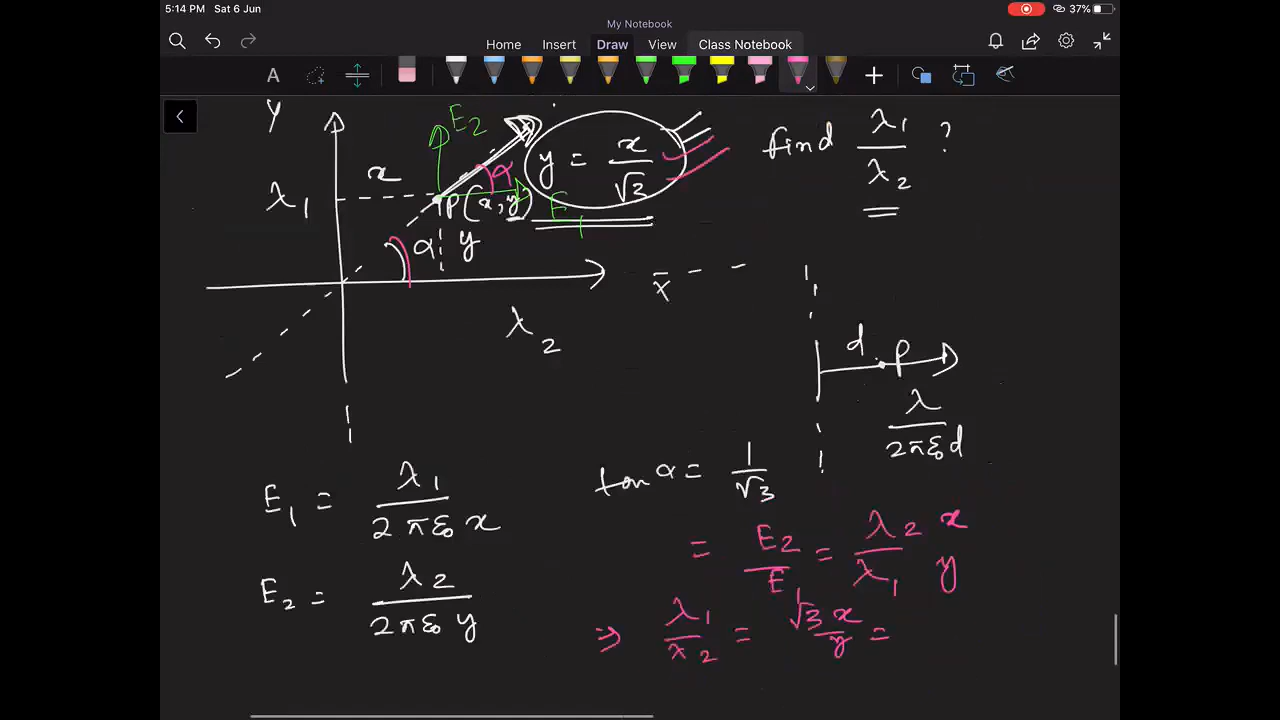 5:14 PM Sat 6 Jun
37%
My Notebook
Home Insert Draw View Class Notebook
A
Y
E2
x
α
y = x/√3
find λ1/λ2 ?
λ1
P(x,y)
E1
α
y
x
λ2
d
P
λ/2πε0d
E1 = λ1/2πε0x
tan α = 1/√3
= E2/E1 = λ2 x/λ1 y
E2 = λ2/2πε0y
⇒ λ1/λ2 = √3 x/y =